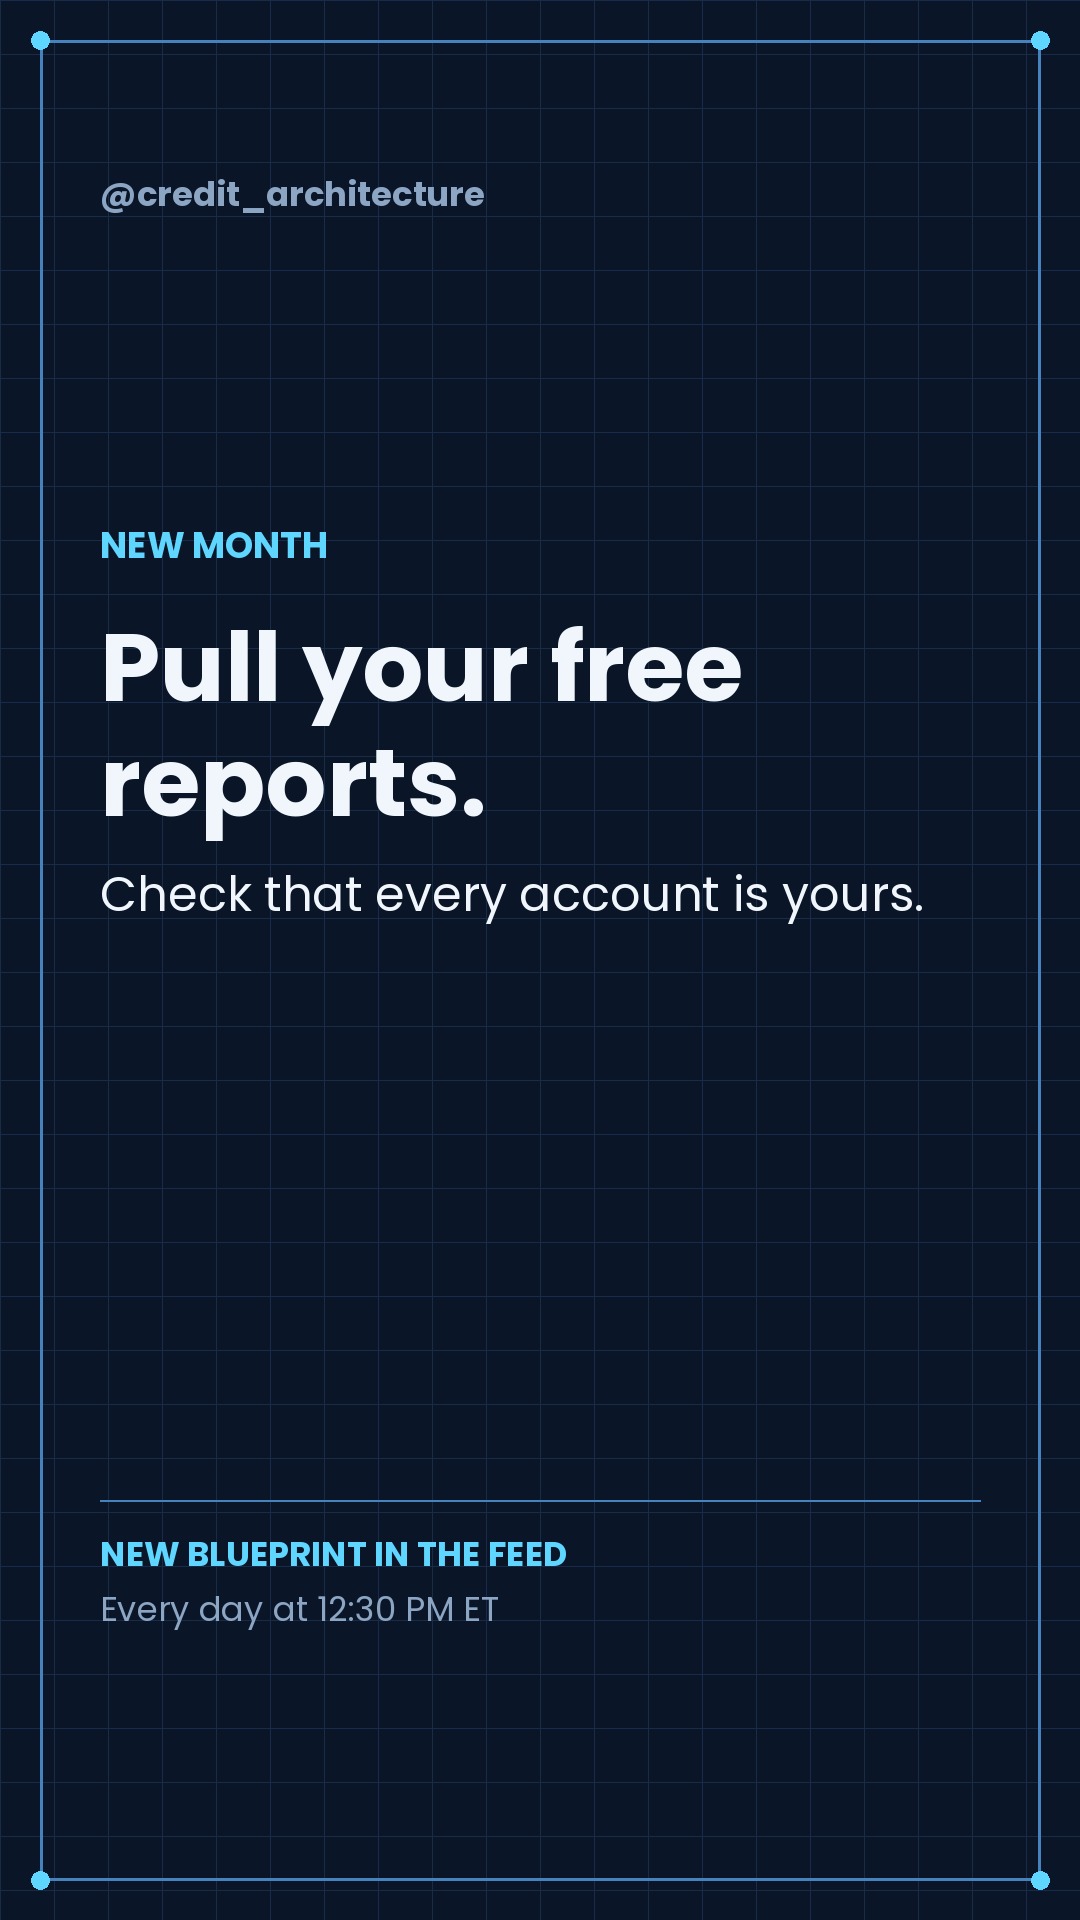 @credit_architecture
NEW MONTH
Pull your free
reports.
Check that every account is yours.
NEW BLUEPRINT IN THE FEED
Every day at 12:30 PM ET